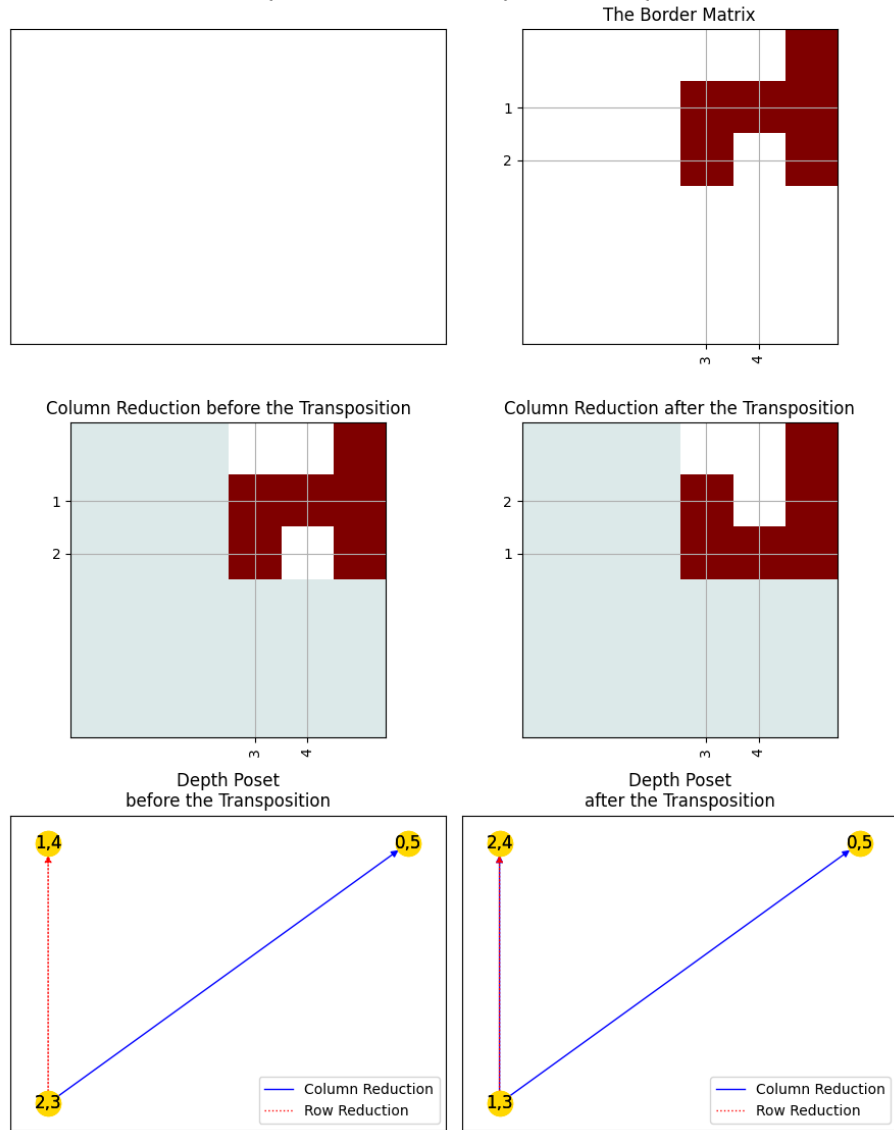 The Border Matrix
1
2
3
4
Column Reduction before the Transposition
1
2
3
4
Column Reduction after the Transposition
2
1
3
4
Depth Poset
before the Transposition
1,4
0,5
2,3
Column Reduction
Row Reduction
Depth Poset
after the Transposition
2,4
0,5
1,3
Column Reduction
Row Reduction